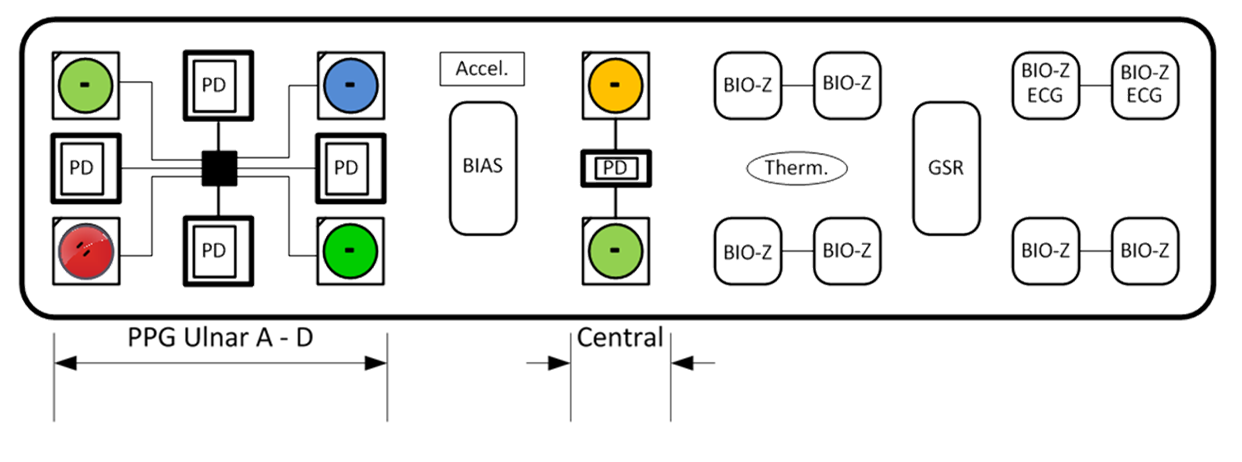 PD
Accel.
BIO-Z
BIO-Z
BIO-Z
ECG
BIO-Z
ECG
PD
PD
BIAS
PD
Therm.
GSR
PD
BIO-Z
BIO-Z
BIO-Z
BIO-Z
PPG Ulnar A - D
Central